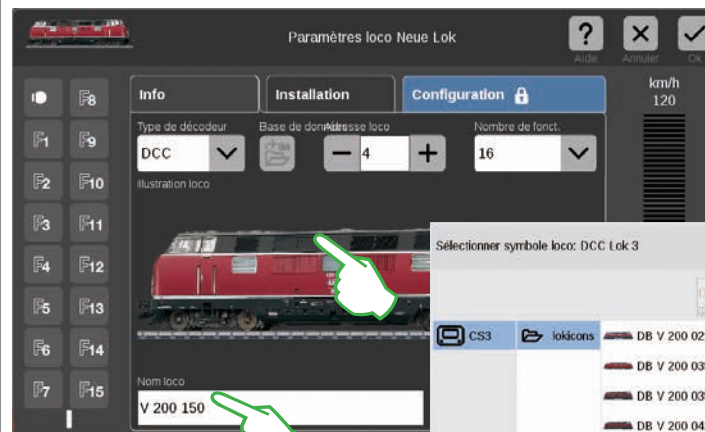 Paramètres loco Neue Lok
Aide
Annuler
Ok
F8
F1
F9
F2
F10
F3
F11
F4
F12
F5
F13
F6
F14
F7
F15
Info
Installation
Configuration
Type de décodeur
Base de données
Adresse loco
Nombre de fonct.
DCC
4
16
Illustration loco
Nom loco
V 200 150
km/h
120
Sélectionner symbole loco: DCC Lok 3
CS3
lokicons
DB V 200 02
DB V 200 03
DB V 200 03
DB V 200 04